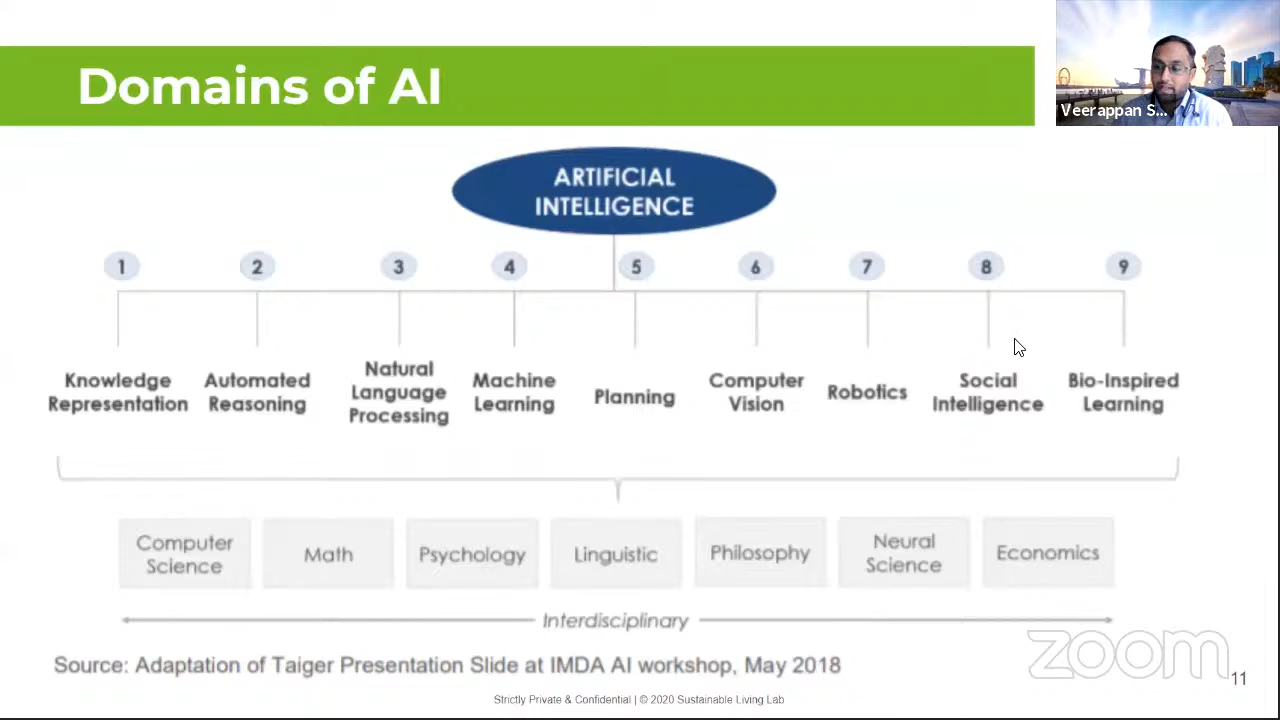 Domains of AI
Veerappan S...
ARTIFICIAL
INTELLIGENCE
1
2
3
4
5
6
7
8
9
Knowledge
Representation
Automated
Reasoning
Natural
Language
Processing
Machine
Learning
Planning
Computer
Vision
Robotics
Social
Intelligence
Bio-Inspired
Learning
Computer
Science
Math
Psychology
Linguistic
Philosophy
Neural
Science
Economics
Interdisciplinary
Source: Adaptation of Taiger Presentation Slide at IMDA AI workshop, May 2018
zoom
11
Strictly Private & Confidential | © 2020 Sustainable Living Lab